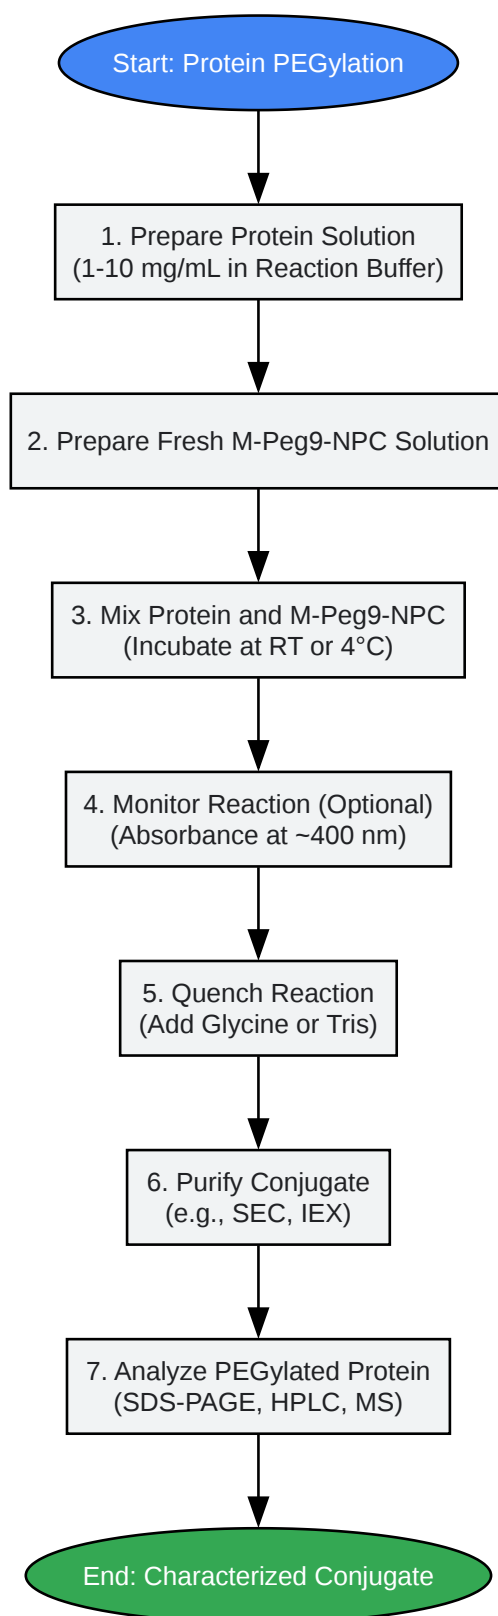 Start: Protein PEGylation
1. Prepare Protein Solution
(1-10 mg/mL in Reaction Buffer)
2. Prepare Fresh M-Peg9-NPC Solution
3. Mix Protein and M-Peg9-NPC
(Incubate at RT or 4°C)
4. Monitor Reaction (Optional)
(Absorbance at ~400 nm)
5. Quench Reaction
(Add Glycine or Tris)
6. Purify Conjugate
(e.g., SEC, IEX)
7. Analyze PEGylated Protein
(SDS-PAGE, HPLC, MS)
End: Characterized Conjugate